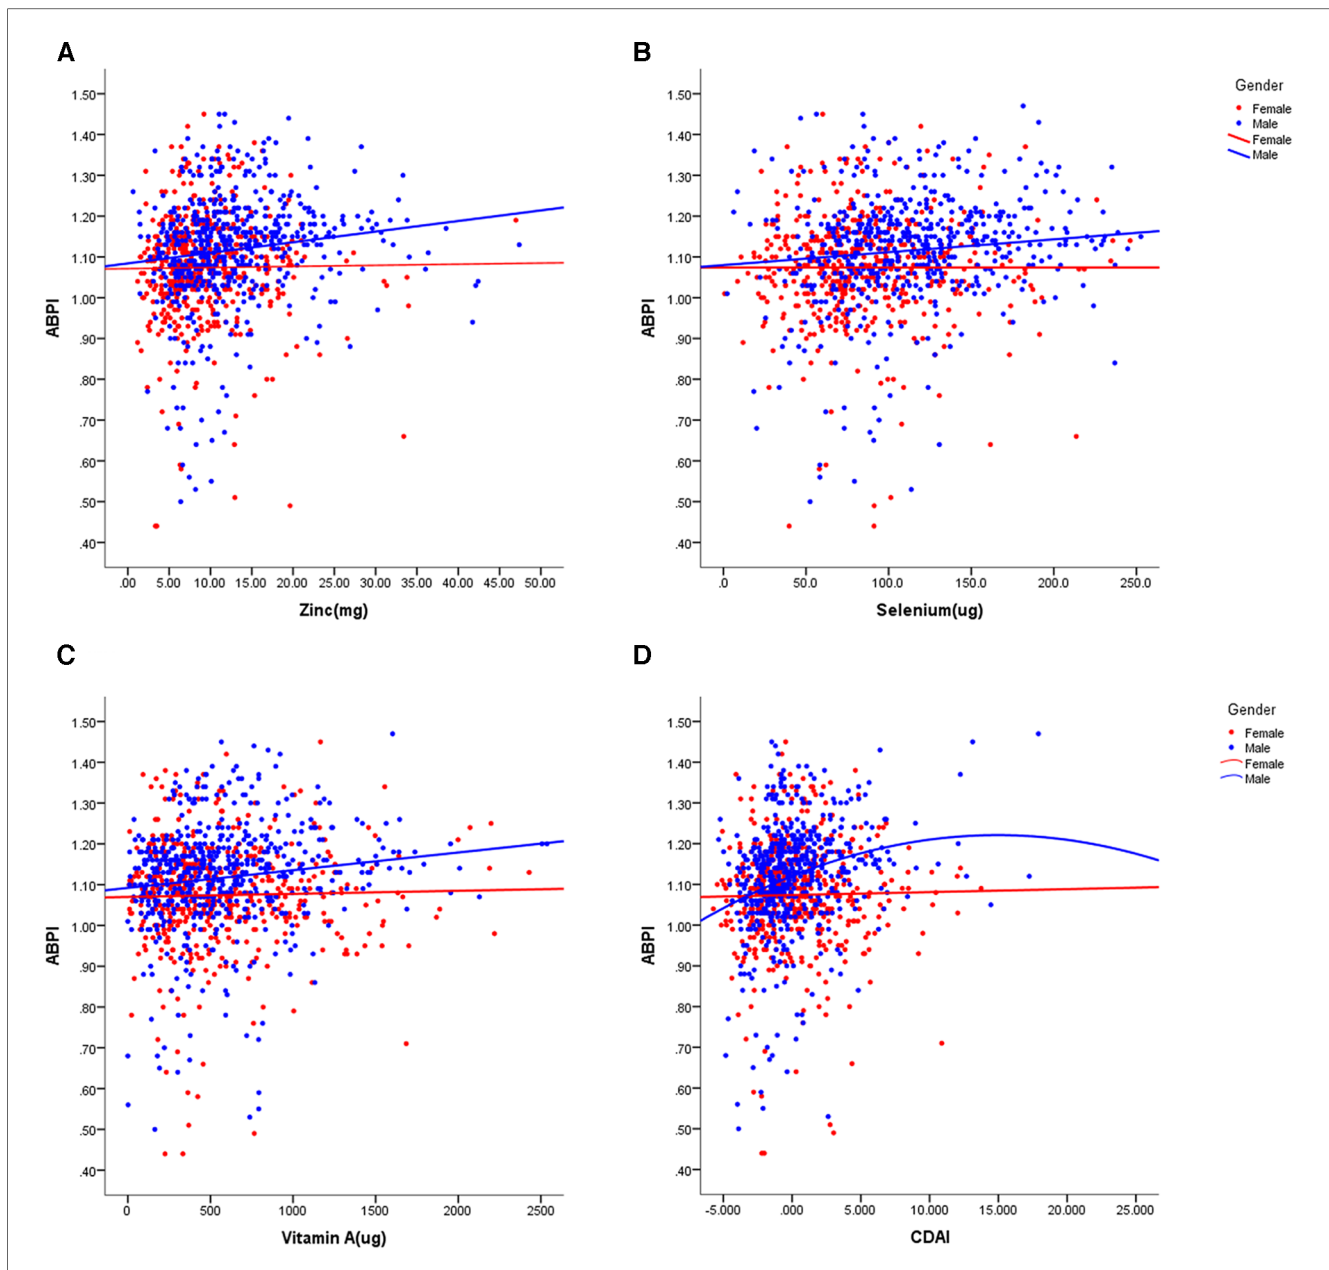 A
B
1.50
1.40
1.30
1.20
1.10
1.00
.90
.80
.70
.60
.50
.40
ABPI
.00 5.00 10.00 15.00 20.00 25.00 30.00 35.00 40.00 45.00 50.00
Zinc(mg)
1.50
1.40
1.30
1.20
1.10
1.00
.90
.80
.70
.60
.50
.40
ABPI
.0 50.0 100.0 150.0 200.0 250.0
Selenium(ug)
Gender
Female
Male
Female
Male
C
D
1.50
1.40
1.30
1.20
1.10
1.00
.90
.80
.70
.60
.50
.40
ABPI
0 500 1000 1500 2000 2500
Vitamin A(ug)
1.50
1.40
1.30
1.20
1.10
1.00
.90
.80
.70
.60
.50
.40
ABPI
-5.000 .000 5.000 10.000 15.000 20.000 25.000
CDAI
Gender
Female
Male
Female
Male